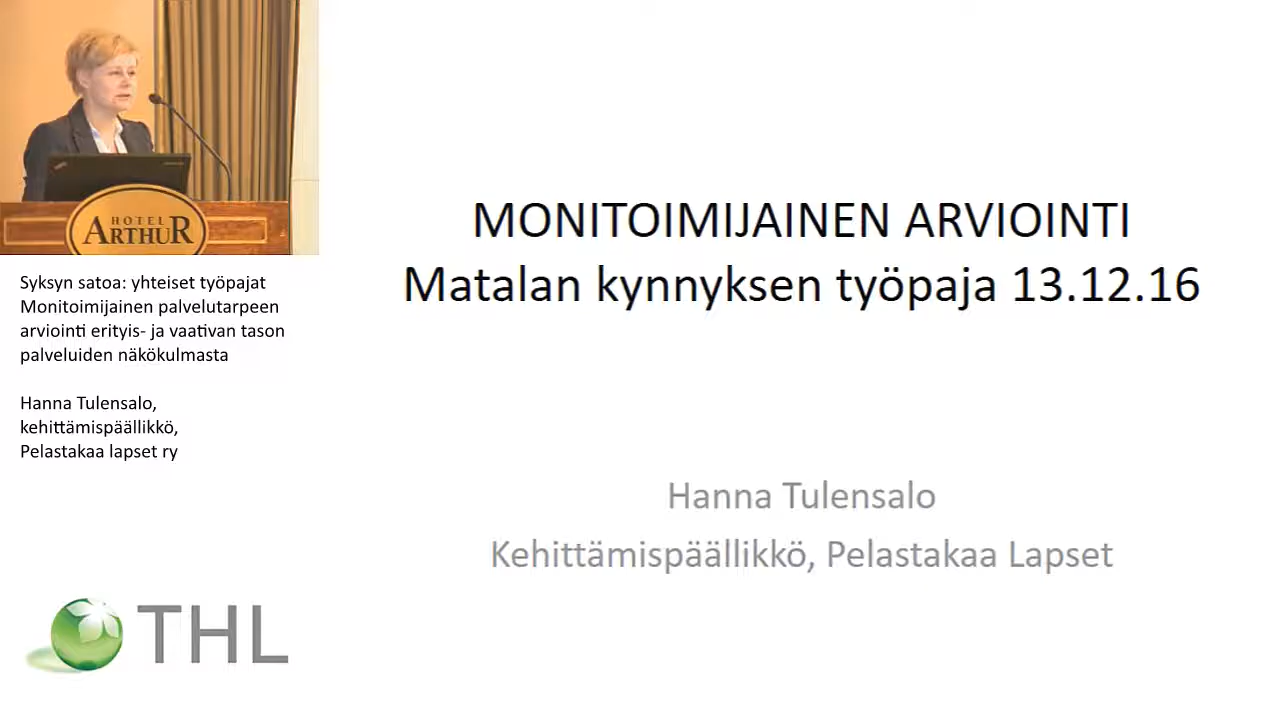 HOTEL
ARTHUR
Syksyn satoa: yhteiset työpajat
Monitoimijainen palvelutarpeen
arviointi erityis- ja vaativan tason
palveluiden näkökulmasta
Hanna Tulensalo,
kehittämispäällikkö,
Pelastakaa lapset ry
THL
MONITOIMIJAINEN ARVIOINTI
Matalan kynnyksen työpaja 13.12.16
Hanna Tulensalo
Kehittämispäällikkö, Pelastakaa Lapset